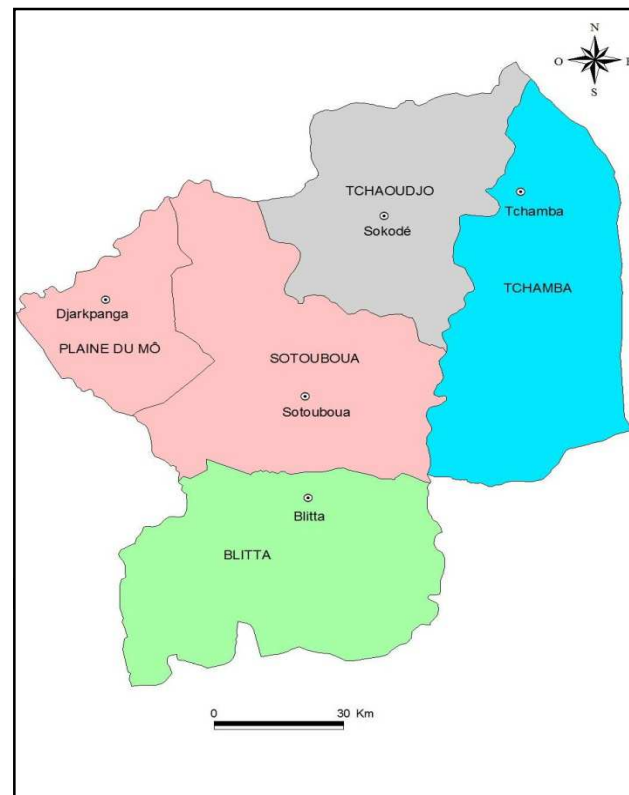 N
O E
S
TCHAOUDJO
Tchamba
Sokodé
TCHAMBA
Djarkpanga
PLAINE DU MÔ
SOTOUBOUA
Sotouboua
Blitta
BLITTA
0 30 Km